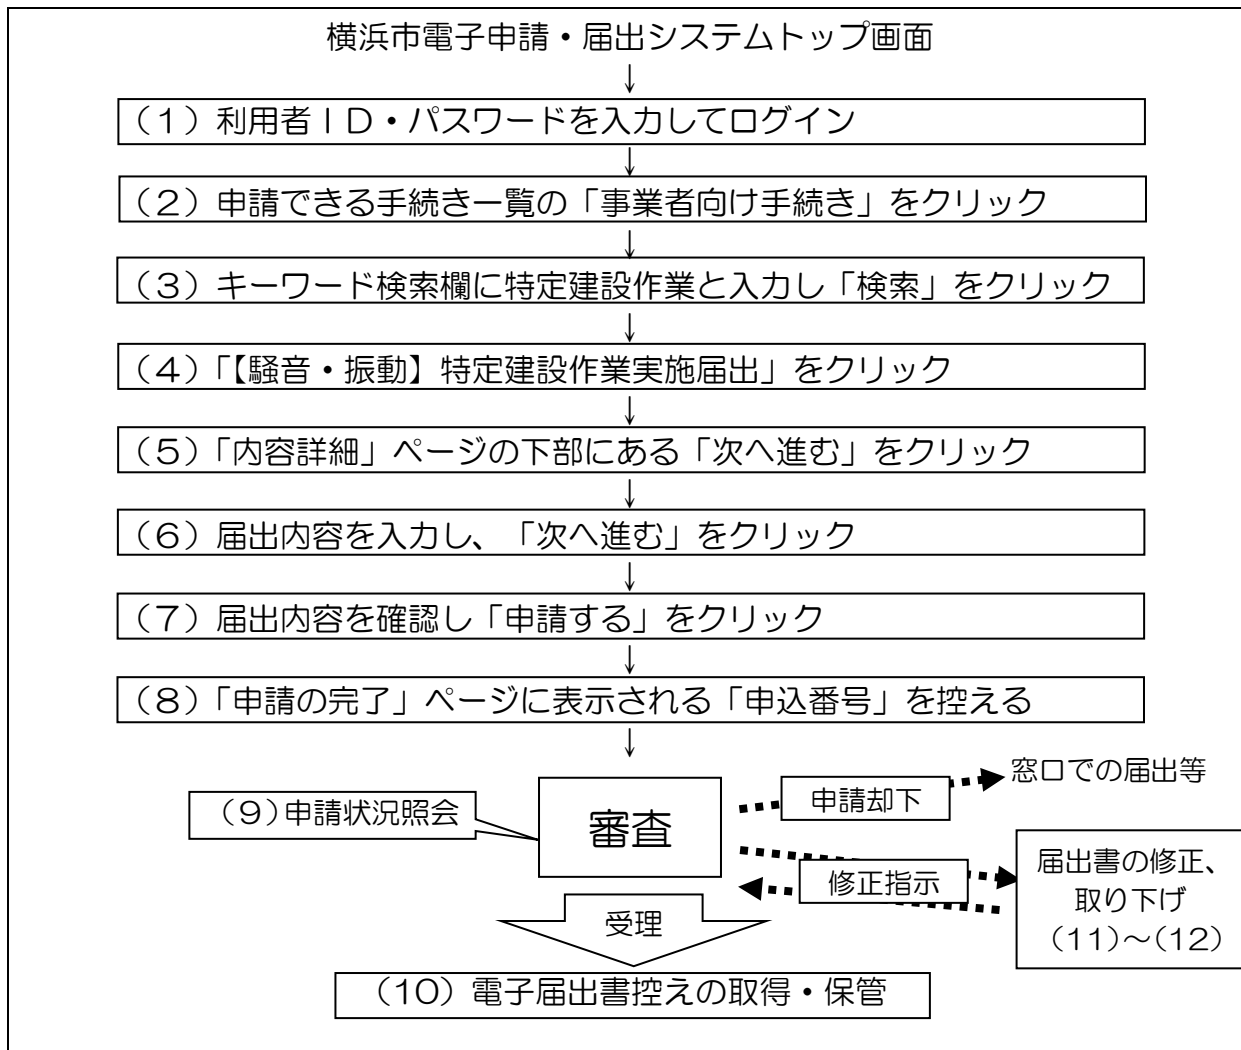 横浜市電子申請・届出システムトップ画面
↓
（１）利用者ＩＤ・パスワードを入力してログイン
↓
（２）申請できる手続き一覧の「事業者向け手続き」をクリック
↓
（３）キーワード検索欄に特定建設作業と入力し「検索」をクリック
↓
（４）「【騒音・振動】特定建設作業実施届出」をクリック
↓
（５）「内容詳細」ページの下部にある「次へ進む」をクリック
↓
（６）届出内容を入力し、「次へ進む」をクリック
↓
（７）届出内容を確認し「申請する」をクリック
↓
（８）「申請の完了」ページに表示される「申込番号」を控える
↓
窓口での届出等
申請却下
（９）申請状況照会
審査
届出書の修正、
取り下げ
（11）～（12）
修正指示
受理
（10）電子届出書控えの取得・保管